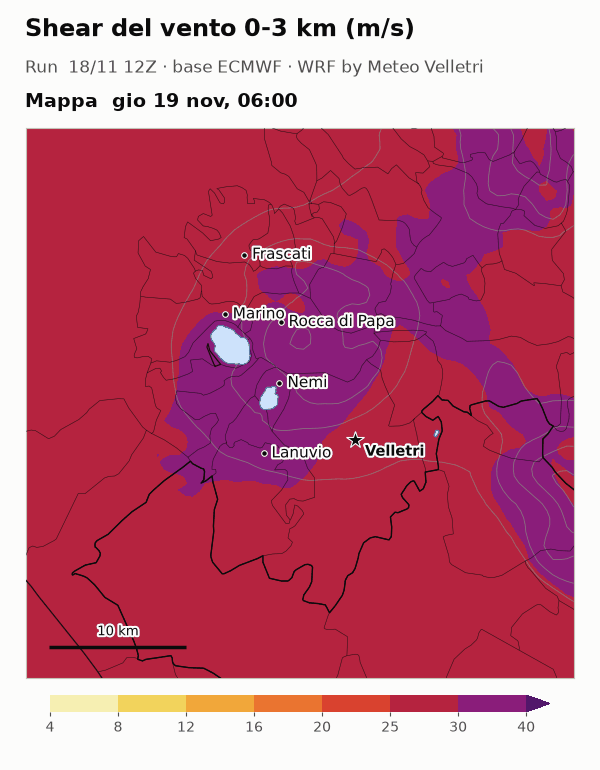 Shear del vento 0-3 km (m/s)
Run  18/11 12Z · base ECMWF · WRF by Meteo Velletri
Mappa  gio 19 nov, 06:00
Frascati
Marino
Rocca di Papa
Nemi
Velletri
Lanuvio
10 km
4 8 12 16 20 25 30 40